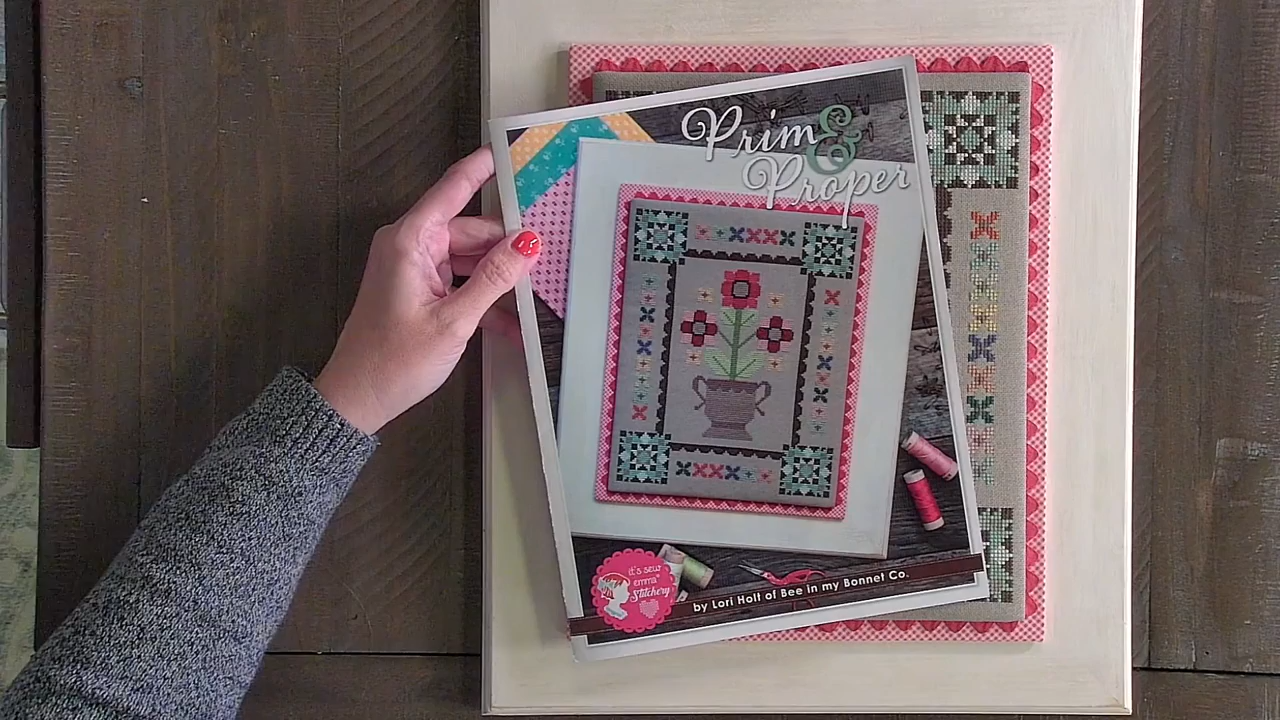 Prim &
Proper
it's sew
emma
Stitchery
by Lori Holt of Bee in my Bonnet Co.